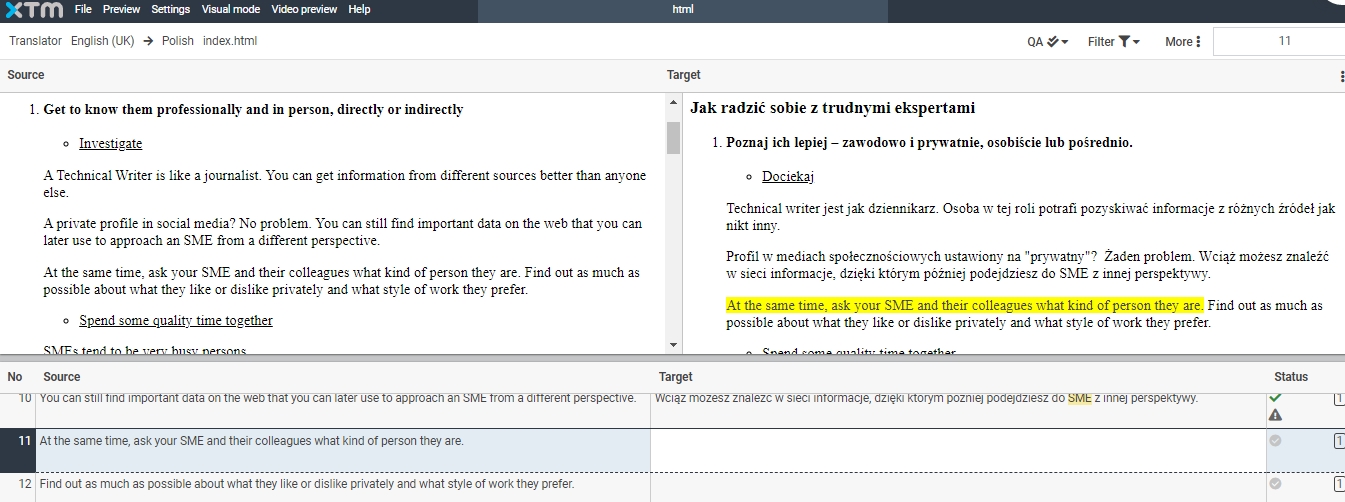 XTM File Preview Settings Visual mode Video preview Help html
Translator English (UK) → Polish index.html QA Filter More 11
Source Target
1. Get to know them professionally and in person, directly or indirectly
Investigate
A Technical Writer is like a journalist. You can get information from different sources better than anyone
else.
A private profile in social media? No problem. You can still find important data on the web that you can
later use to approach an SME from a different perspective.
At the same time, ask your SME and their colleagues what kind of person they are. Find out as much as
possible about what they like or dislike privately and what style of work they prefer.
Spend some quality time together
SMEs tend to be very busy persons
Jak radzić sobie z trudnymi ekspertami
1. Poznaj ich lepiej – zawodowo i prywatnie, osobiście lub pośrednio.
Dociekaj
Technical writer jest jak dziennikarz. Osoba w tej roli potrafi pozyskiwać informacje z różnych źródeł jak
nikt inny.
Profil w mediach społecznościowych ustawiony na "prywatny"? Żaden problem. Wciąż możesz znaleźć
w sieci informacje, dzięki którym później podejdziesz do SME z innej perspektywy.
At the same time, ask your SME and their colleagues what kind of person they are. Find out as much as
possible about what they like or dislike privately and what style of work they prefer.
Spend some quality time together
No Source Target Status
10 You can still find important data on the web that you can later use to approach an SME from a different perspective. Wciąż możesz znaleźć w sieci informacje, dzięki którym później podejdziesz do SME z innej perspektywy. 1
11 At the same time, ask your SME and their colleagues what kind of person they are. 1
12 Find out as much as possible about what they like or dislike privately and what style of work they prefer. 1